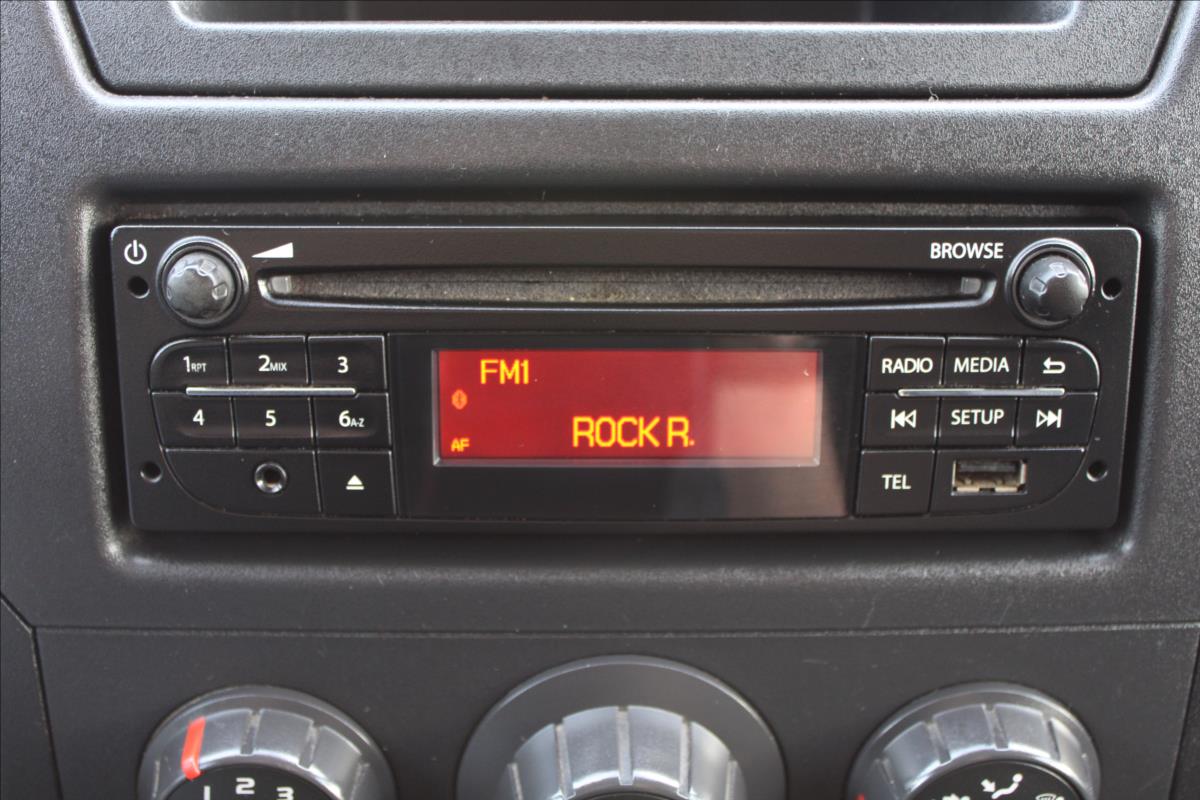 BROWSE
1RPT 2MIX 3
4 5 6A-Z
FM1
AF
ROCK R.
RADIO MEDIA
SETUP
TEL
1 2 3